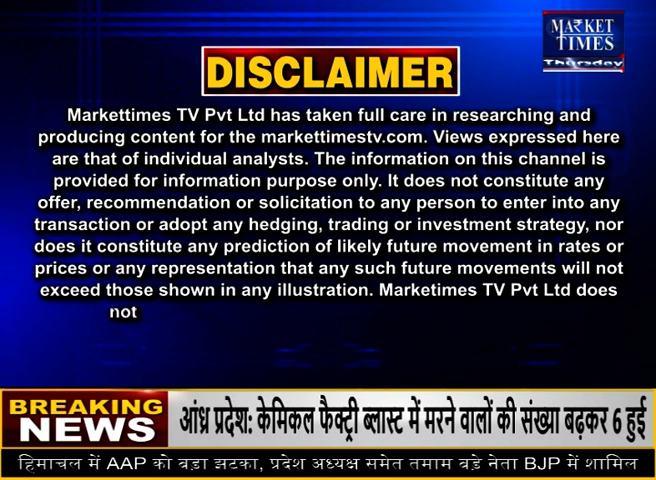 MARKET
TIMES
Thursday
DISCLAIMER
Markettimes TV Pvt Ltd has taken full care in researching and
producing content for the markettimestv.com. Views expressed here
are that of individual analysts. The information on this channel is
provided for information purpose only. It does not constitute any
offer, recommendation or solicitation to any person to enter into any
transaction or adopt any hedging, trading or investment strategy, nor
does it constitute any prediction of likely future movement in rates or
prices or any representation that any such future movements will not
exceed those shown in any illustration. Marketimes TV Pvt Ltd does
not
BREAKING
NEWS
आंध्र प्रदेश: केमिकल फैक्ट्री ब्लास्ट में मरने वालों की संख्या बढ़कर 6 हुई
हिमाचल में AAP को बड़ा झटका, प्रदेश अध्यक्ष समेत तमाम बड़े नेता BJP में शामिल